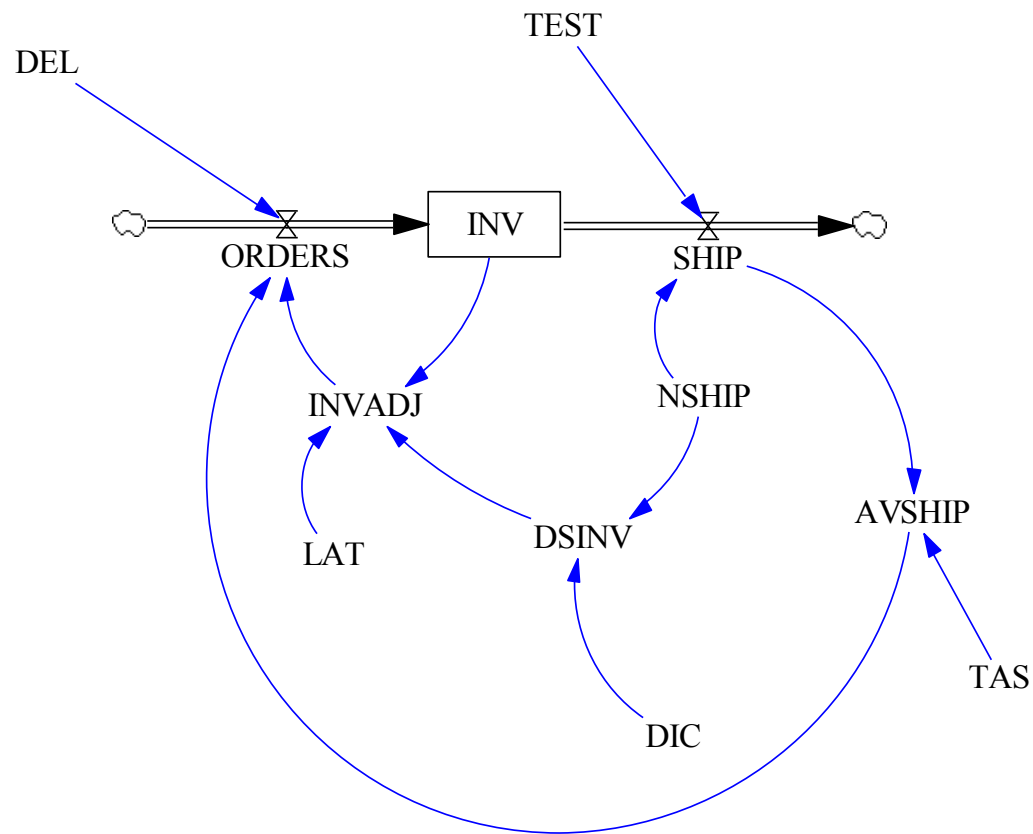 TEST
DEL
INV
ORDERS
SHIP
INVADJ
NSHIP
AVSHIP
DSINV
LAT
TAS
DIC